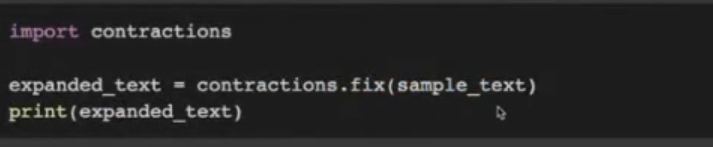 import contractions
expanded_text = contractions.fix(sample_text)
print(expanded_text)